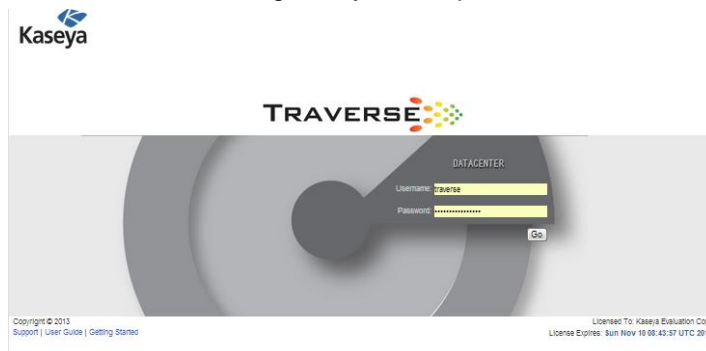 Kaseya
TRAVERSE
DATACENTER
Username: traverse
Password: ••••••••••••••••
Go
Copyright © 2013
Support | User Guide | Getting Started
Licensed To: Kaseya Evaluation Co
License Expires: Sun Nov 10 08:43:57 UTC 20